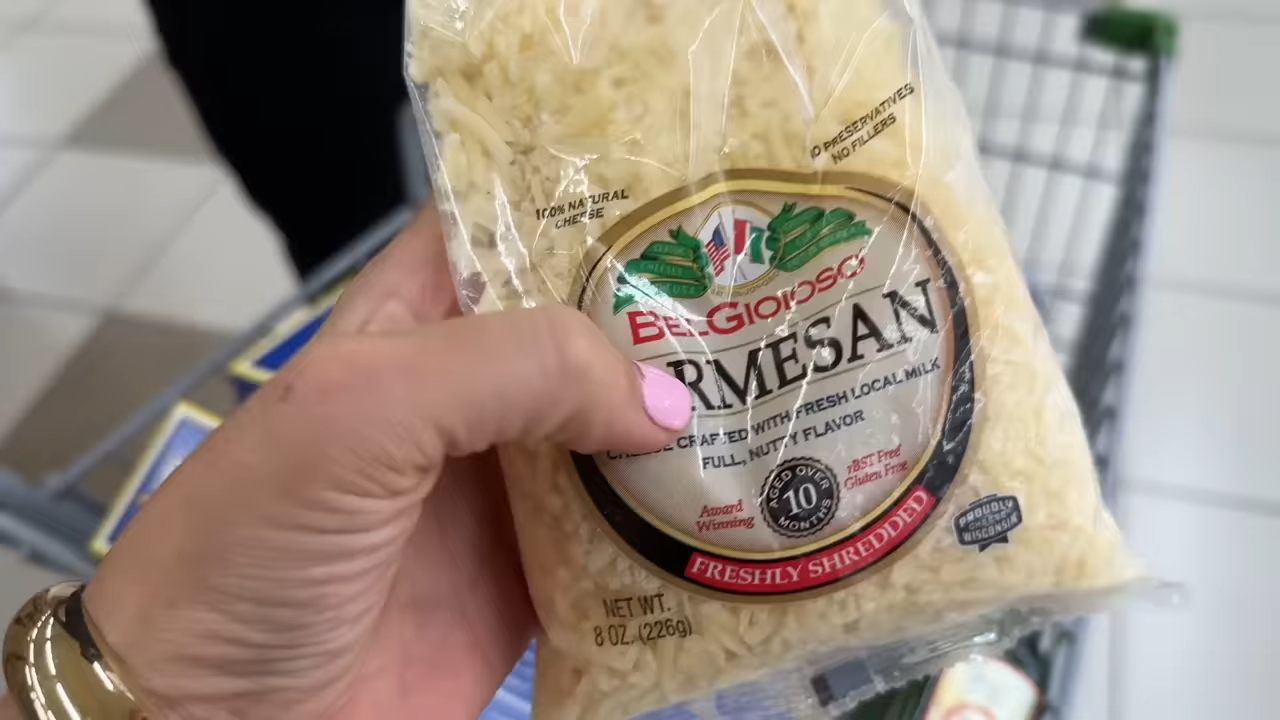 PRESERVATIVES
NO FILLERS
100% NATURAL
CHEESE
BELGIOIOSO
RMESAN
CRAFTED WITH FRESH LOCAL MILK
FULL, NUTTY FLAVOR
AGED OVER
10
MONTHS
rBST Free
Gluten Free
Award
Winning
FRESHLY SHREDDED
PROUDLY
WISCONSIN
CHEESE
NET WT.
8 OZ. (226g)